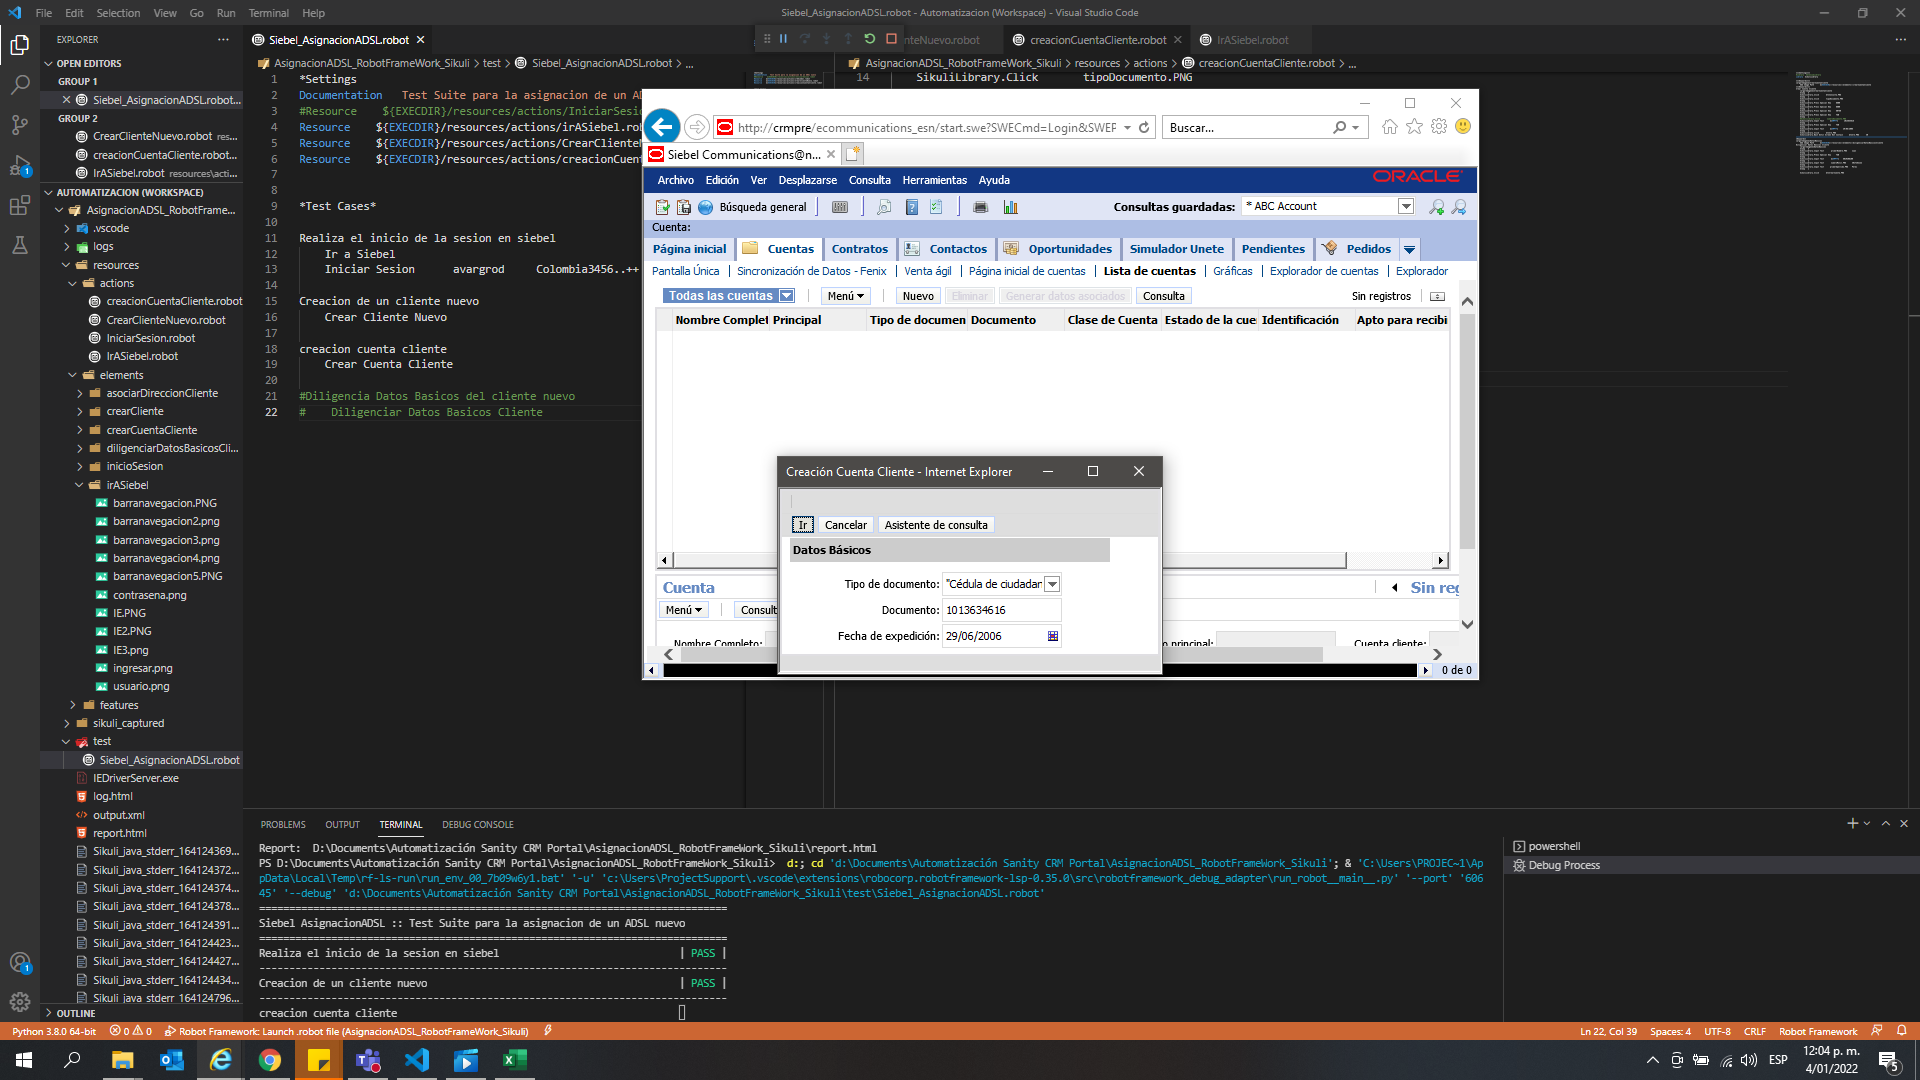 File Edit Selection View Go Run Terminal Help
Siebel_AsignacionADSL.robot - Automatizacion (Workspace) - Visual Studio Code
EXPLORER
OPEN EDITORS
GROUP 1
Siebel_AsignacionADSL.robot...
GROUP 2
CrearClienteNuevo.robot res...
creacionCuentaCliente.robot...
IrASiebel.robot resources\acti...
AUTOMATIZACION (WORKSPACE)
AsignacionADSL_RobotFrame...
.vscode
logs
resources
actions
creacionCuentaCliente.robot
CrearClienteNuevo.robot
IniciarSesion.robot
IrASiebel.robot
elements
asociarDireccionCliente
crearCliente
crearCuentaCliente
diligenciarDatosBasicosCli...
inicioSesion
irASiebel
barranavegacion.PNG
barranavegacion2.png
barranavegacion3.png
barranavegacion4.png
barranavegacion5.PNG
contrasena.png
IE.PNG
IE2.PNG
IE3.png
ingresar.png
usuario.png
features
sikuli_captured
test
Siebel_AsignacionADSL.robot
IEDriverServer.exe
log.html
output.xml
report.html
Sikuli_java_stderr_164124369...
Sikuli_java_stderr_164124372...
Sikuli_java_stderr_164124374...
Sikuli_java_stderr_164124378...
Sikuli_java_stderr_164124391...
Sikuli_java_stderr_164124423...
Sikuli_java_stderr_164124427...
Sikuli_java_stderr_164124434...
Sikuli_java_stderr_164124796...
OUTLINE
Siebel_AsignacionADSL.robot
AsignacionADSL_RobotFrameWork_Sikuli > test > Siebel_AsignacionADSL.robot > ...
1 *Settings
2 Documentation Test Suite para la asignacion de un AD
3 #Resource ${EXECDIR}/resources/actions/IniciarSesio
4 Resource ${EXECDIR}/resources/actions/irASiebel.rob
5 Resource ${EXECDIR}/resources/actions/CrearClienteN
6 Resource ${EXECDIR}/resources/actions/creacionCuent
7
8
9 *Test Cases*
10
11 Realiza el inicio de la sesion en siebel
12 Ir a Siebel
13 Iniciar Sesion avargrod Colombia3456..++
14
15 Creacion de un cliente nuevo
16 Crear Cliente Nuevo
17
18 creacion cuenta cliente
19 Crear Cuenta Cliente
20
21 #Diligencia Datos Basicos del cliente nuevo
22 # Diligenciar Datos Basicos Cliente
nteNuevo.robot creacionCuentaCliente.robot IrASiebel.robot
AsignacionADSL_RobotFrameWork_Sikuli > resources > actions > creacionCuentaCliente.robot > ...
14 SikuliLibrary.Click tipoDocumento.PNG
http://crmpre/ecommunications_esn/start.swe?SWECmd=Login&SWEP
Buscar...
Siebel Communications@n...
Archivo Edición Ver Desplazarse Consulta Herramientas Ayuda
ORACLE
Búsqueda general
Consultas guardadas: * ABC Account
Cuenta:
Página inicial Cuentas Contratos Contactos Oportunidades Simulador Unete Pendientes Pedidos
Pantalla Única | Sincronización de Datos - Fenix | Venta ágil | Página inicial de cuentas | Lista de cuentas | Gráficas | Explorador de cuentas | Explorador
Todas las cuentas Menú Nuevo Eliminar Generar datos asociados Consulta Sin registros
Nombre Complet Principal Tipo de documen Documento Clase de Cuenta Estado de la cuen Identificación Apto para recibi
Creación Cuenta Cliente - Internet Explorer
Ir Cancelar Asistente de consulta
Datos Básicos
Tipo de documento: "Cédula de ciudadan
Documento: 1013634616
Fecha de expedición: 29/06/2006
Cuenta Sin reg
Menú Consult
Nombre Completo: o principal: Cuenta cliente:
0 de 0
PROBLEMS OUTPUT TERMINAL DEBUG CONSOLE
Report: D:\Documents\Automatización Sanity CRM Portal\AsignacionADSL_RobotFrameWork_Sikuli\report.html
PS D:\Documents\Automatización Sanity CRM Portal\AsignacionADSL_RobotFrameWork_Sikuli> d:; cd 'd:\Documents\Automatización Sanity CRM Portal\AsignacionADSL_RobotFrameWork_Sikuli'; & 'C:\Users\PROJEC~1\Ap
pData\Local\Temp\rf-ls-run\run_env_00_7b09w6yl.bat' '-u' 'c:\Users\ProjectSupport\.vscode\extensions\robocorp.robotframework-lsp-0.35.0\src\robotframework_debug_adapter\run_robot__main__.py' '--port' '606
45' '--debug' 'd:\Documents\Automatización Sanity CRM Portal\AsignacionADSL_RobotFrameWork_Sikuli\test\Siebel_AsignacionADSL.robot'
Siebel AsignacionADSL :: Test Suite para la asignacion de un ADSL nuevo
Realiza el inicio de la sesion en siebel | PASS |
Creacion de un cliente nuevo | PASS |
creacion cuenta cliente
powershell
Debug Process
Python 3.8.0 64-bit 0 0 Robot Framework: Launch .robot file (AsignacionADSL_RobotFrameWork_Sikuli)
Ln 22, Col 39 Spaces: 4 UTF-8 CRLF Robot Framework
ESP
12:04 p. m.
4/01/2022
5